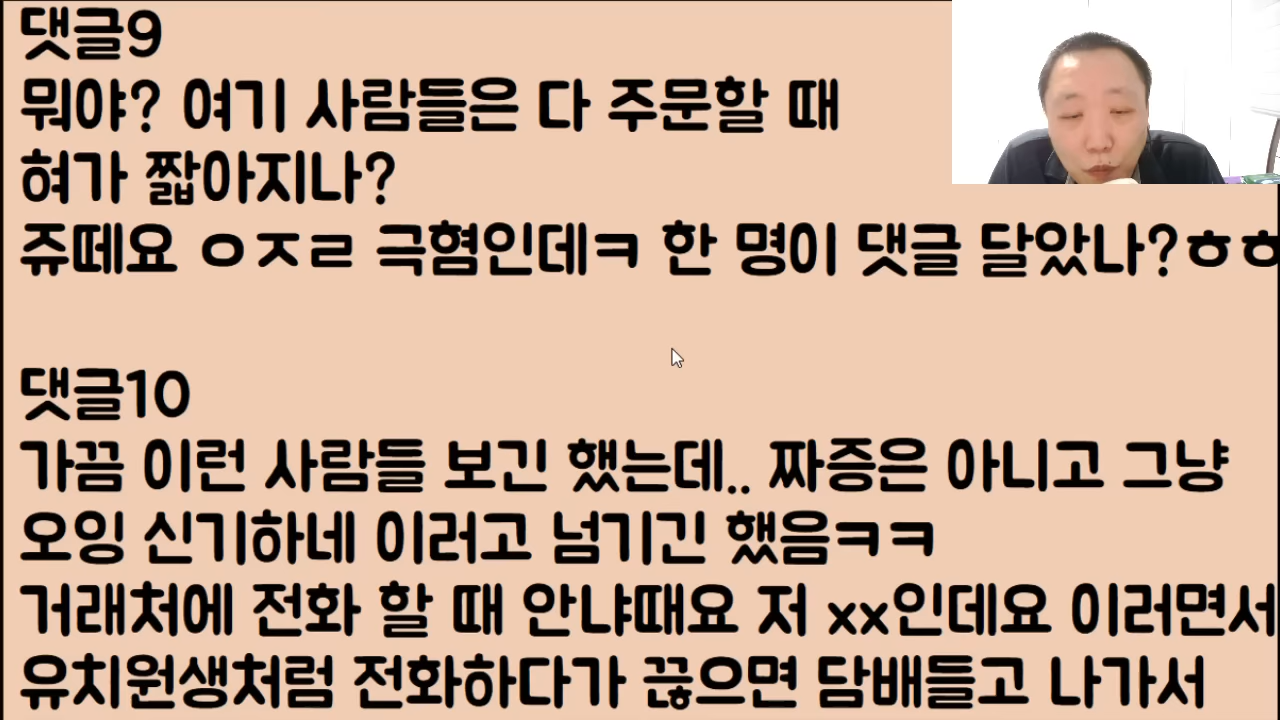 댓글9
뭐야? 여기 사람들은 다 주문할 때
혀가 짧아지나?
쥬떼요 ㅇㅈㄹ 극혐인데ㅋ 한 명이 댓글 달았나?ㅎㅎ
댓글10
가끔 이런 사람들 보긴 했는데.. 짜증은 아니고 그냥
오잉 신기하네 이러고 넘기긴 했음ㅋㅋ
거래처에 전화 할 때 안냐때요 저 xx인데요 이러면서
유치원생처럼 전화하다가 끊으면 담배들고 나가서